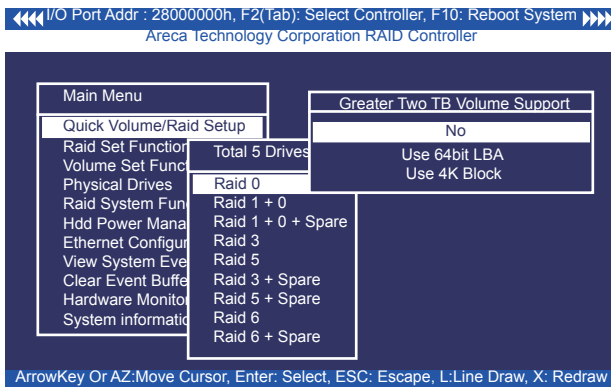 I/O Port Addr : 28000000h, F2(Tab): Select Controller, F10: Reboot System
Areca Technology Corporation RAID Controller
Main Menu
Quick Volume/Raid Setup
Raid Set Function
Volume Set Funct
Physical Drives
Raid System Fun
Hdd Power Mana
Ethernet Configur
View System Eve
Clear Event Buffe
Hardware Monito
System informatio
Total 5 Drives
Raid 0
Raid 1 + 0
Raid 1 + 0 + Spare
Raid 3
Raid 5
Raid 3 + Spare
Raid 5 + Spare
Raid 6
Raid 6 + Spare
Greater Two TB Volume Support
No
Use 64bit LBA
Use 4K Block
ArrowKey Or AZ:Move Cursor, Enter: Select, ESC: Escape, L:Line Draw, X: Redraw